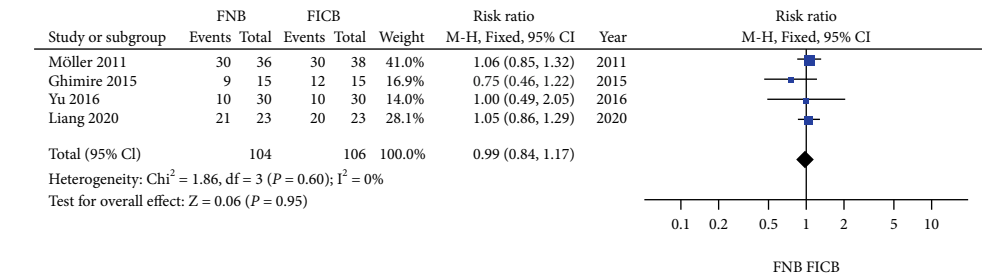 FNB FICB Risk ratio Risk ratio
Study or subgroup Events Total Events Total Weight M-H, Fixed, 95% CI Year M-H, Fixed, 95% CI
Möller 2011 30 36 30 38 41.0% 1.06 (0.85, 1.32) 2011
Ghimire 2015 9 15 12 15 16.9% 0.75 (0.46, 1.22) 2015
Yu 2016 10 30 10 30 14.0% 1.00 (0.49, 2.05) 2016
Liang 2020 21 23 20 23 28.1% 1.05 (0.86, 1.29) 2020
Total (95% Cl) 104 106 100.0% 0.99 (0.84, 1.17)
Heterogeneity: Chi² = 1.86, df = 3 (P = 0.60); I² = 0%
Test for overall effect: Z = 0.06 (P = 0.95)
0.1 0.2 0.5 1 2 5 10
FNB FICB